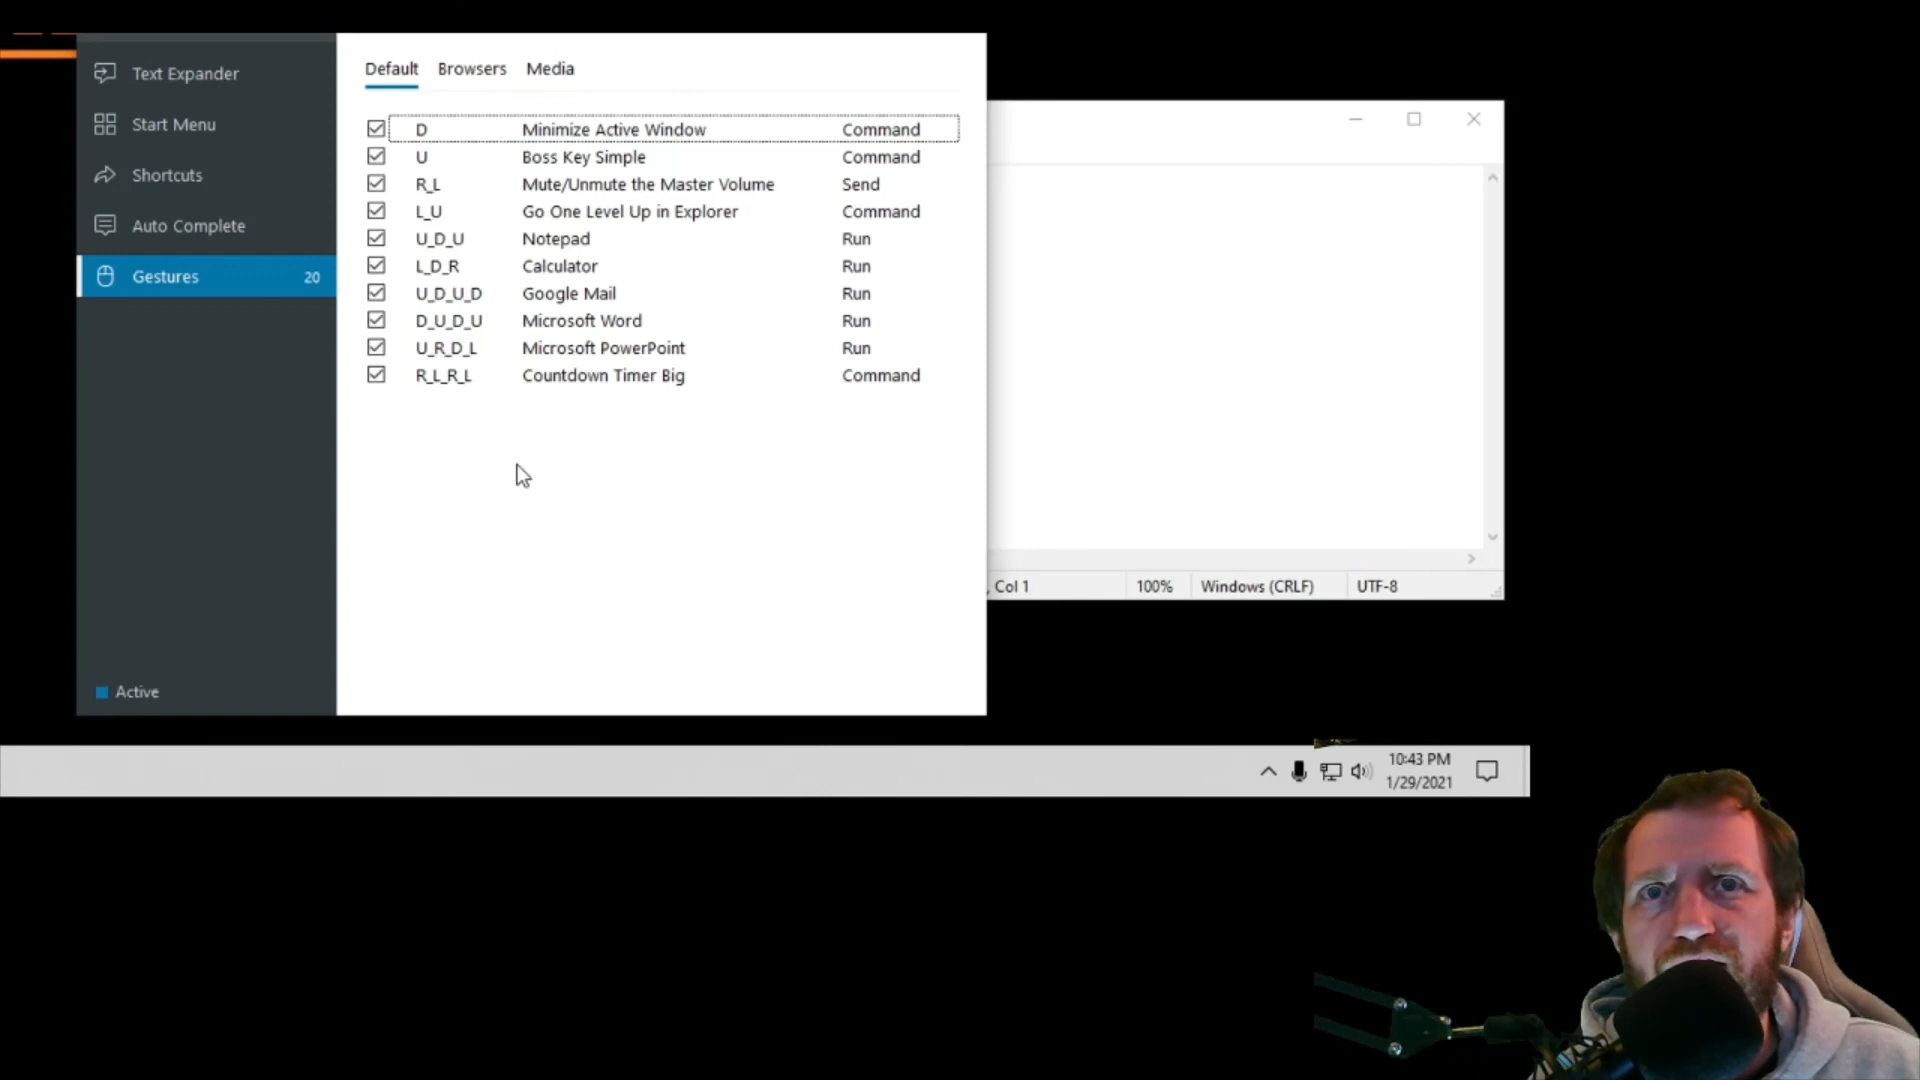 Text Expander
Start Menu
Shortcuts
Auto Complete
Gestures 20
Active
Default Browsers Media
D Minimize Active Window Command
U Boss Key Simple Command
R_L Mute/Unmute the Master Volume Send
L_U Go One Level Up in Explorer Command
U_D_U Notepad Run
L_D_R Calculator Run
U_D_U_D Google Mail Run
D_U_D_U Microsoft Word Run
U_R_D_L Microsoft PowerPoint Run
R_L_R_L Countdown Timer Big Command
, Col 1 100% Windows (CRLF) UTF-8
10:43 PM
1/29/2021